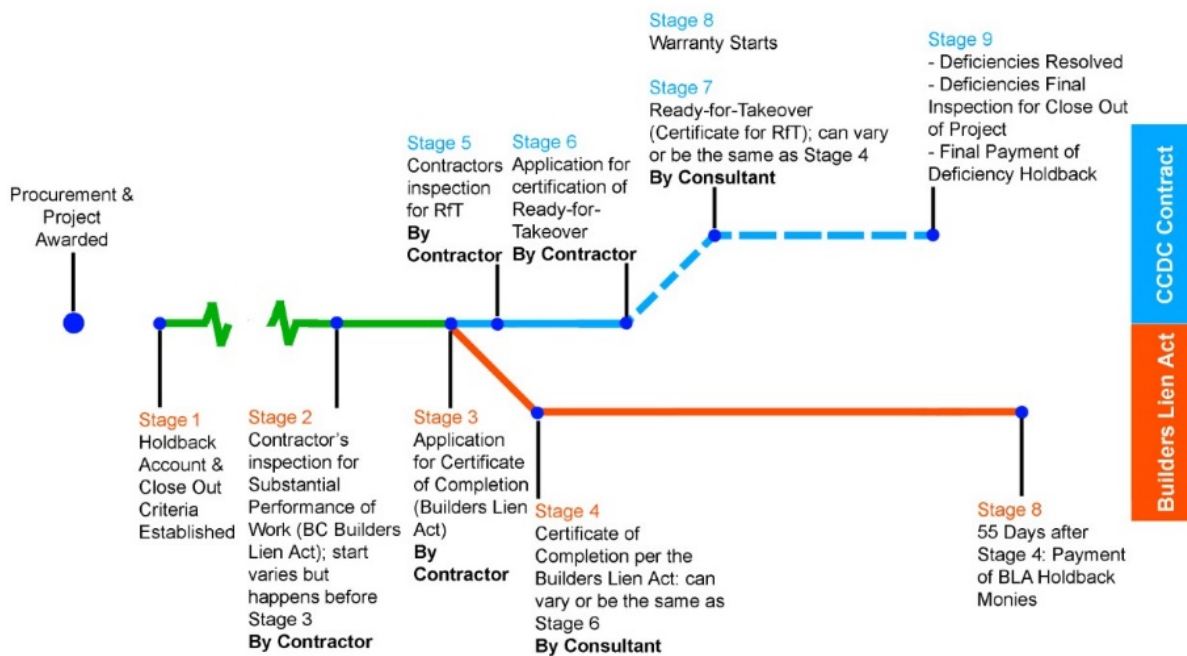 Procurement &
Project
Awarded
Stage 1
Holdback
Account &
Close Out
Criteria
Established
Stage 2
Contractor's
inspection for
Substantial
Performance of
Work (BC Builders
Lien Act); start
varies but
happens before
Stage 3
By Contractor
Stage 3
Application
for Certificate
of Completion
(Builders Lien
Act)
By
Contractor
Stage 4
Certificate of
Completion per the
Builders Lien Act: can
vary or be the same as
Stage 6
By Consultant
Stage 5
Contractors
inspection
for RfT
By
Contractor
Stage 6
Application for
certification of
Ready-for-
Takeover
By Contractor
Stage 8
Warranty Starts
Stage 7
Ready-for-Takeover
(Certificate for RfT); can vary
or be the same as Stage 4
By Consultant
Stage 9
- Deficiencies Resolved
- Deficiencies Final
Inspection for Close Out
of Project
- Final Payment of
Deficiency Holdback
Stage 8
55 Days after
Stage 4: Payment
of BLA Holdback
Monies
CCDC Contract
Builders Lien Act